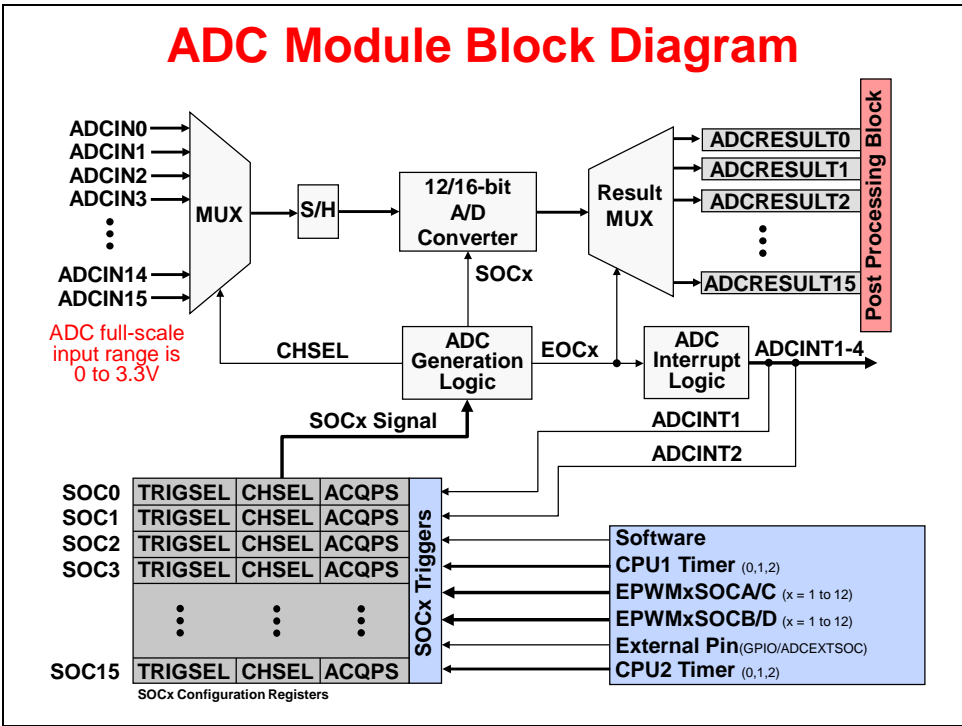 ADC Module Block Diagram
ADCIN0
ADCIN1
ADCIN2
ADCIN3
ADCIN14
ADCIN15
MUX
S/H
12/16-bit
A/D
Converter
SOCx
Result
MUX
ADCRESULT0
ADCRESULT1
ADCRESULT2
ADCRESULT15
Post Processing Block
ADC full-scale
input range is
0 to 3.3V
CHSEL
ADC
Generation
Logic
EOCx
ADC
Interrupt
Logic
ADCINT1-4
SOCx Signal
ADCINT1
ADCINT2
SOC0 TRIGSEL CHSEL ACQPS
SOC1 TRIGSEL CHSEL ACQPS
SOC2 TRIGSEL CHSEL ACQPS
SOC3 TRIGSEL CHSEL ACQPS
SOC15 TRIGSEL CHSEL ACQPS
SOCx Configuration Registers
SOCx Triggers
Software
CPU1 Timer (0,1,2)
EPWMxSOCA/C (x = 1 to 12)
EPWMxSOCB/D (x = 1 to 12)
External Pin(GPIO/ADCEXTSOC)
CPU2 Timer (0,1,2)